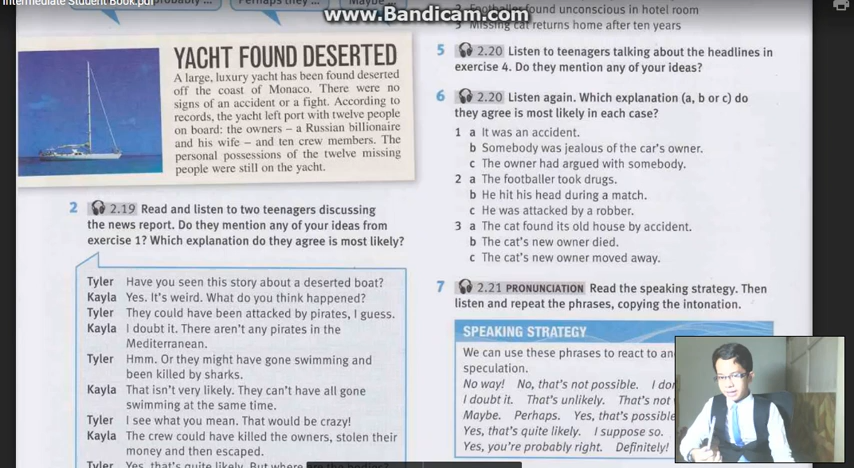 Intermediate Student Book.pdf
probably ... Perhaps they ... Maybe ...
www.Bandicam.com
YACHT FOUND DESERTED
A large, luxury yacht has been found deserted
off the coast of Monaco. There were no
signs of an accident or a fight. According to
records, the yacht left port with twelve people
on board: the owners – a Russian billionaire
and his wife – and ten crew members. The
personal possessions of the twelve missing
people were still on the yacht.
2 2.19 Read and listen to two teenagers discussing
the news report. Do they mention any of your ideas from
exercise 1? Which explanation do they agree is most likely?
Tyler Have you seen this story about a deserted boat?
Kayla Yes. It's weird. What do you think happened?
Tyler They could have been attacked by pirates, I guess.
Kayla I doubt it. There aren't any pirates in the
Mediterranean.
Tyler Hmm. Or they might have gone swimming and
been killed by sharks.
Kayla That isn't very likely. They can't have all gone
swimming at the same time.
Tyler I see what you mean. That would be crazy!
Kayla The crew could have killed the owners, stolen their
money and then escaped.
Tyler Yes, that's quite likely. But where are the bodies?
2 Footballer found unconscious in hotel room
3 Missing cat returns home after ten years
5 2.20 Listen to teenagers talking about the headlines in
exercise 4. Do they mention any of your ideas?
6 2.20 Listen again. Which explanation (a, b or c) do
they agree is most likely in each case?
1 a It was an accident.
b Somebody was jealous of the car's owner.
c The owner had argued with somebody.
2 a The footballer took drugs.
b He hit his head during a match.
c He was attacked by a robber.
3 a The cat found its old house by accident.
b The cat's new owner died.
c The cat's new owner moved away.
7 2.21 PRONUNCIATION Read the speaking strategy. Then
listen and repeat the phrases, copying the intonation.
SPEAKING STRATEGY
We can use these phrases to react to an
speculation.
No way! No, that's not possible. I do
I doubt it. That's unlikely. That's not
Maybe. Perhaps. Yes, that's possible
Yes, that's quite likely. I suppose so.
Yes, you're probably right. Definitely!